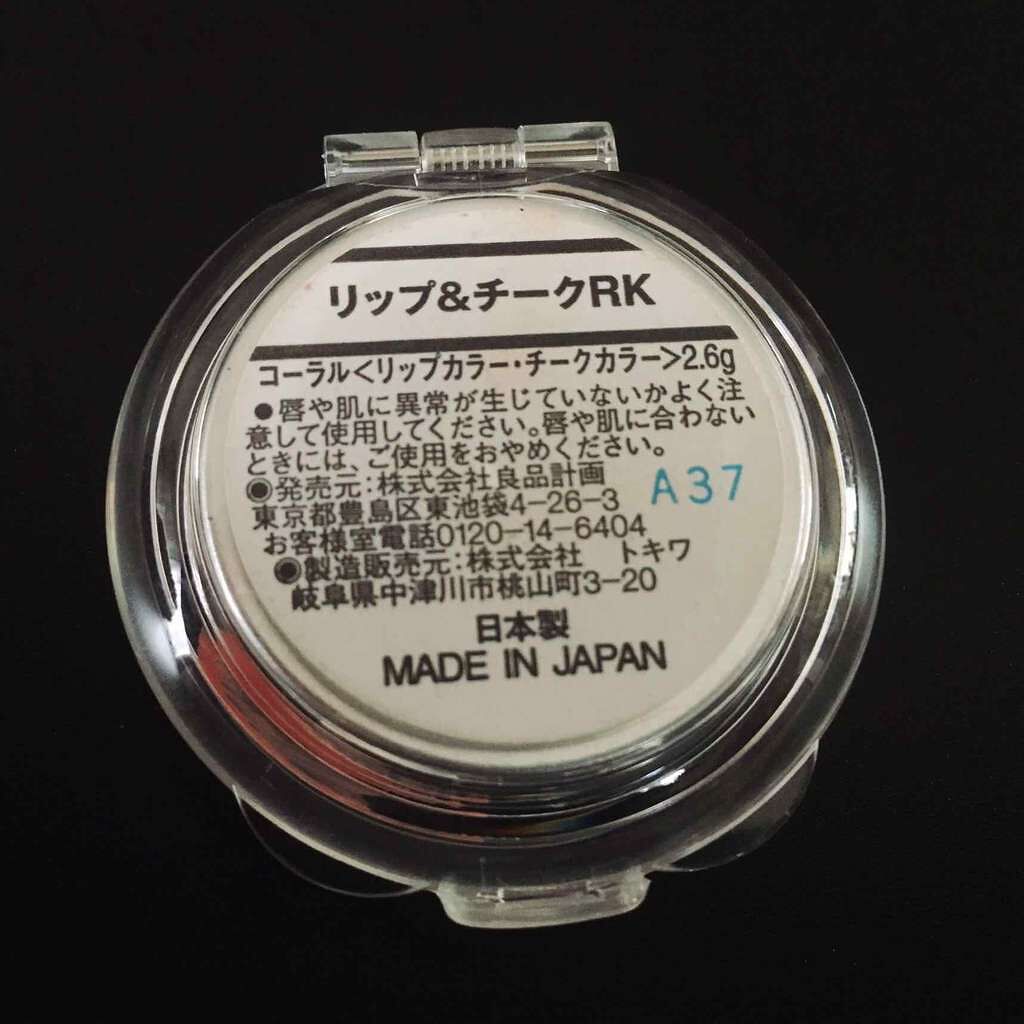 リップ&チークRK
コーラル<リップカラー・チークカラー>2.6g
●唇や肌に異常が生じていないかよく注
意して使用してください。唇や肌に合わない
ときには、ご使用をおやめください。
◉発売元:株式会社良品計画
東京都豊島区東池袋4-26-3
A37
お客様室電話0120-14-6404
◉製造販売元:株式会社 トキワ
岐阜県中津川市桃山町3-20
日本製
MADE IN JAPAN